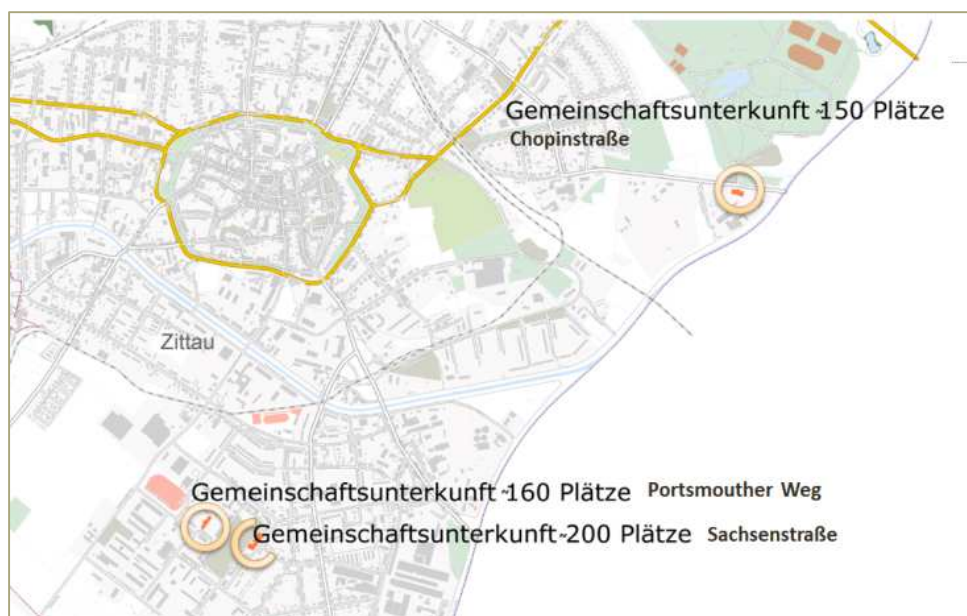 Gemeinschaftsunterkunft ~150 Plätze
Chopinstraße
Zittau
Gemeinschaftsunterkunft ~160 Plätze Portsmouther Weg
Gemeinschaftsunterkunft ~200 Plätze Sachsenstraße